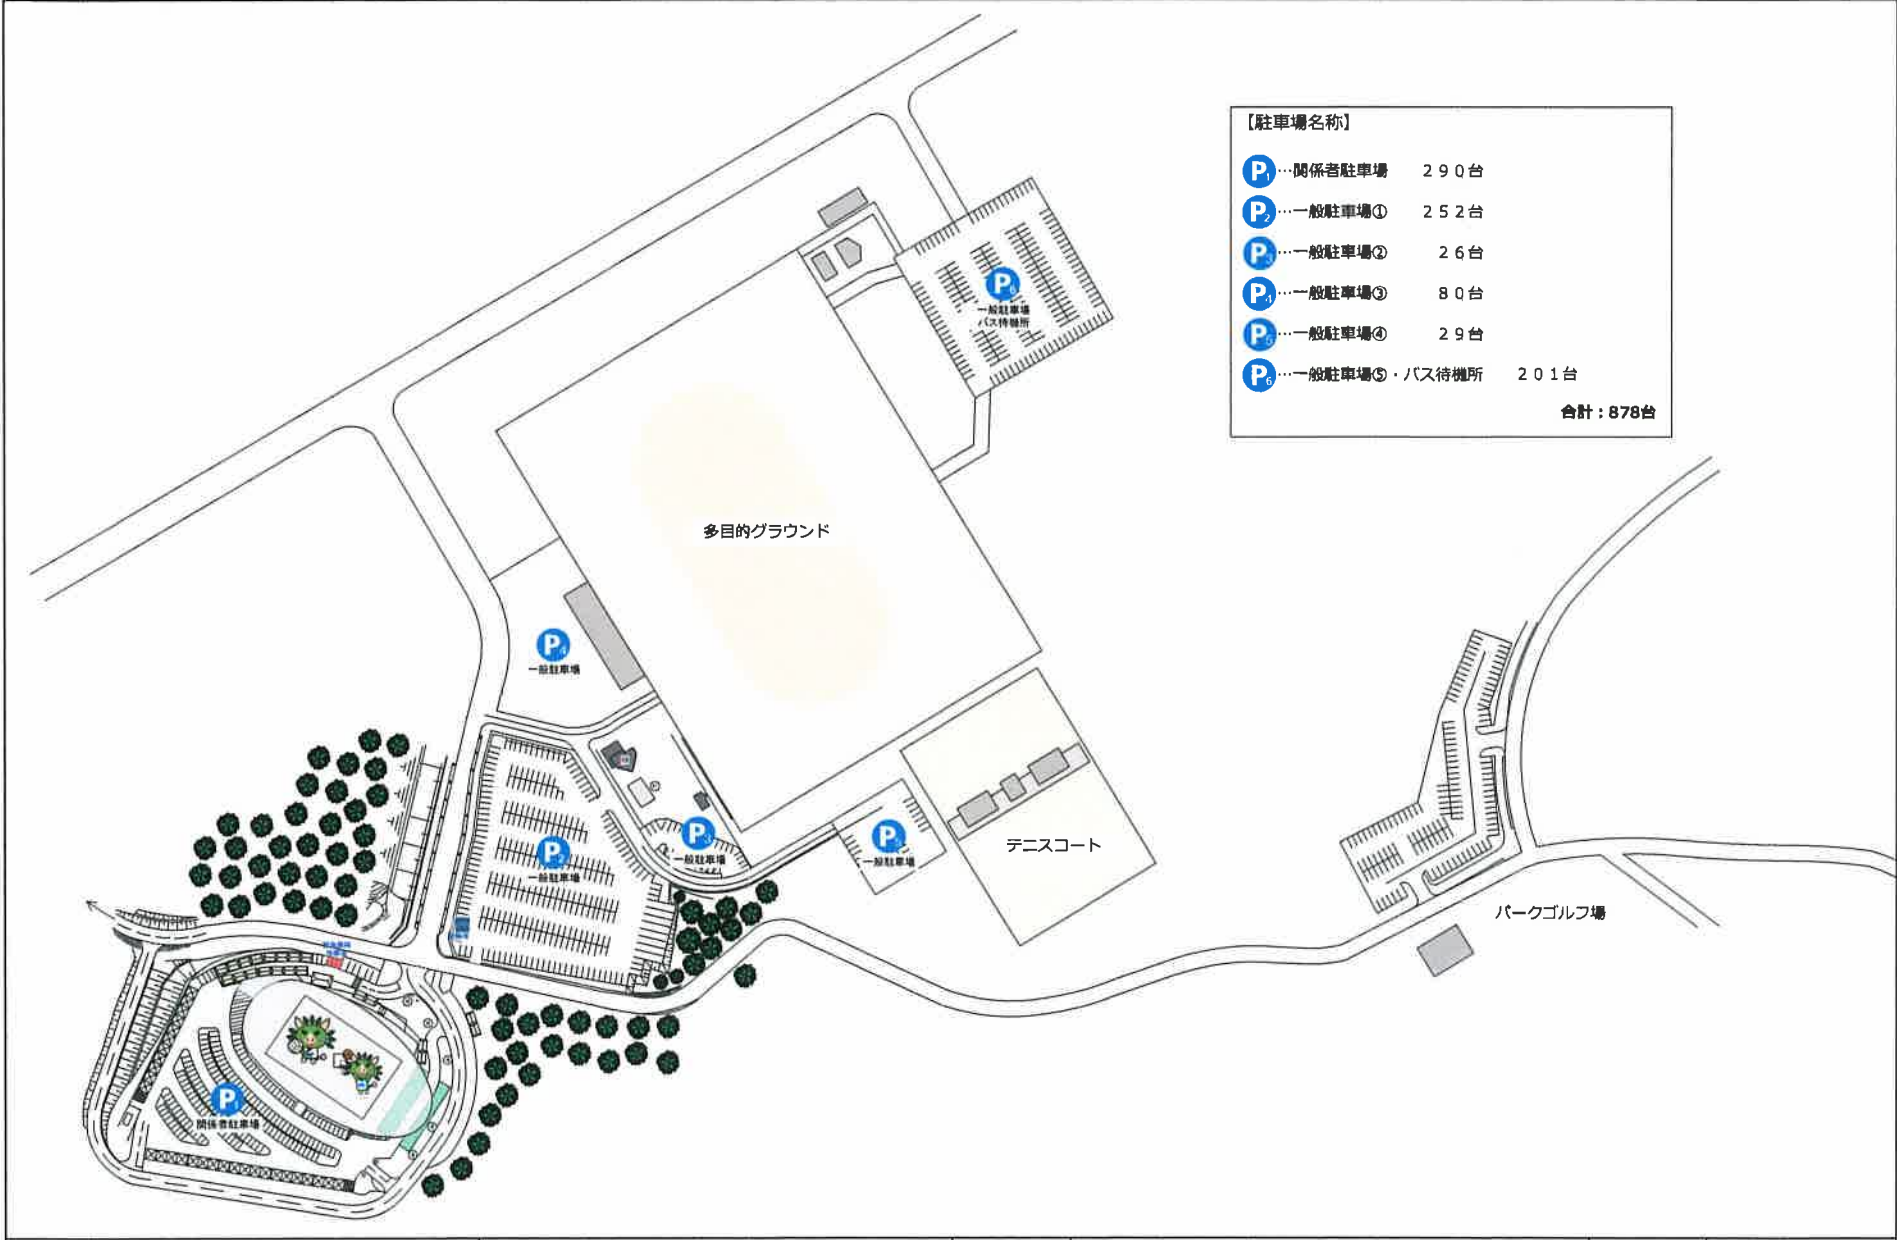 【駐車場名称】
P1…関係者駐車場　290台
P2…一般駐車場①　252台
P3…一般駐車場②　26台
P4…一般駐車場③　80台
P5…一般駐車場④　29台
P6…一般駐車場⑤・バス待機所　201台
合計：878台
P6
一般駐車場
バス待機所
多目的グラウンド
P4
一般駐車場
P3
一般駐車場
P5
一般駐車場
テニスコート
P2
一般駐車場
パークゴルフ場
P1
関係者駐車場